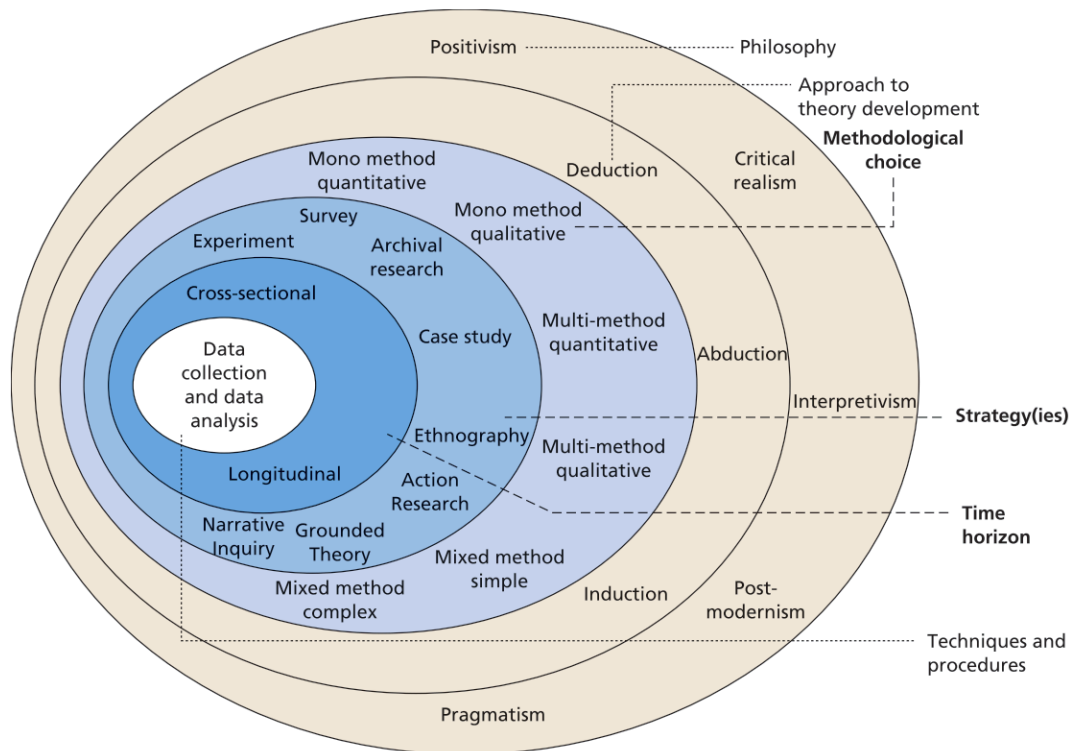 Positivism
Philosophy
Approach to
theory development
Methodological
choice
Critical
realism
Deduction
Mono method
quantitative
Mono method
qualitative
Survey
Experiment
Archival
research
Cross-sectional
Case study
Multi-method
quantitative
Abduction
Data
collection
and data
analysis
Interpretivism
Strategy(ies)
Ethnography
Multi-method
qualitative
Longitudinal
Action
Research
Time
horizon
Narrative
Inquiry
Grounded
Theory
Mixed method
simple
Mixed method
complex
Induction
Post-
modernism
Techniques and
procedures
Pragmatism